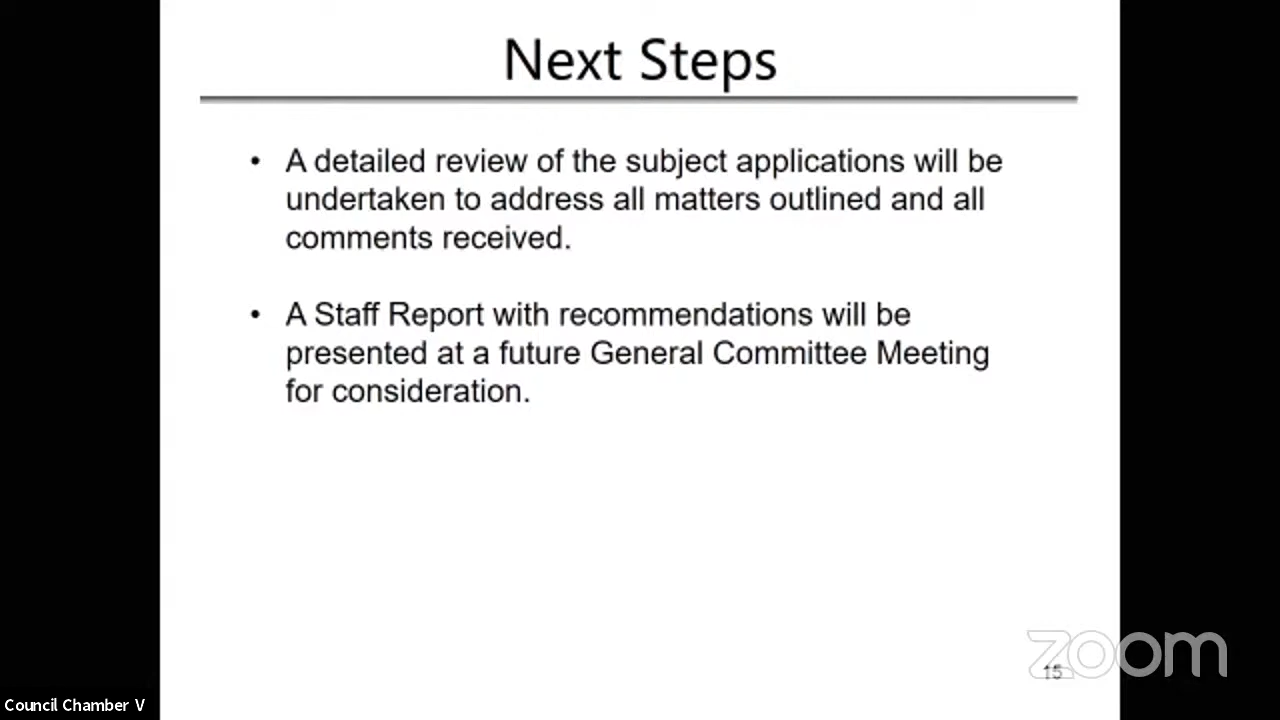 Next Steps
• A detailed review of the subject applications will be
undertaken to address all matters outlined and all
comments received.
• A Staff Report with recommendations will be
presented at a future General Committee Meeting
for consideration.
zoom
15
Council Chamber V